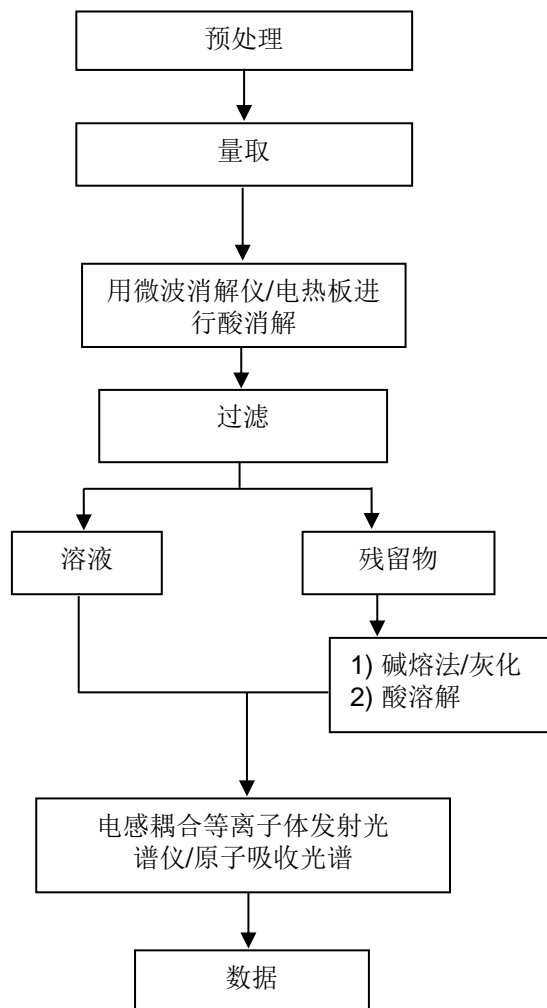 预处理
量取
用微波消解仪/电热板进
行酸消解
过滤
溶液
残留物
1) 碱熔法/灰化
2) 酸溶解
电感耦合等离子体发射光
谱仪/原子吸收光谱
数据